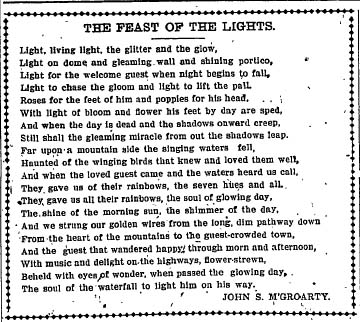 THE FEAST OF THE LIGHTS.
Light, living light, the glitter and the glow,
Light on dome and gleaming wall and shining portico,
Light for the welcome guest when night begins to fall,
Light to chase the gloom and light to lift the pall.
Roses for the feet of him and poppies for his head.
With light of bloom and flower his feet by day are sped,
And when the day is dead and the shadows onward creep,
Still shall the gleaming miracle from out the shadows leap.
Far upon a mountain side the singing waters fell,
Haunted of the winging birds that knew and loved them well,
And when the loved guest came and the waters heard us call,
They gave us of their rainbows, the seven hues and all.
They gave us all their rainbows, the soul of glowing day,
The shine of the morning sun, the shimmer of the day,
And we strung our golden wires from the long, dim pathway down
From the heart of the mountains to the guest-crowded town,
And the guest that wandered happy through morn and afternoon,
With music and delight on the highways, flower-strewn,
Beheld with eyes of wonder, when passed the glowing day,
The soul of the waterfall to light him on his way.
JOHN S. M'GROARTY.